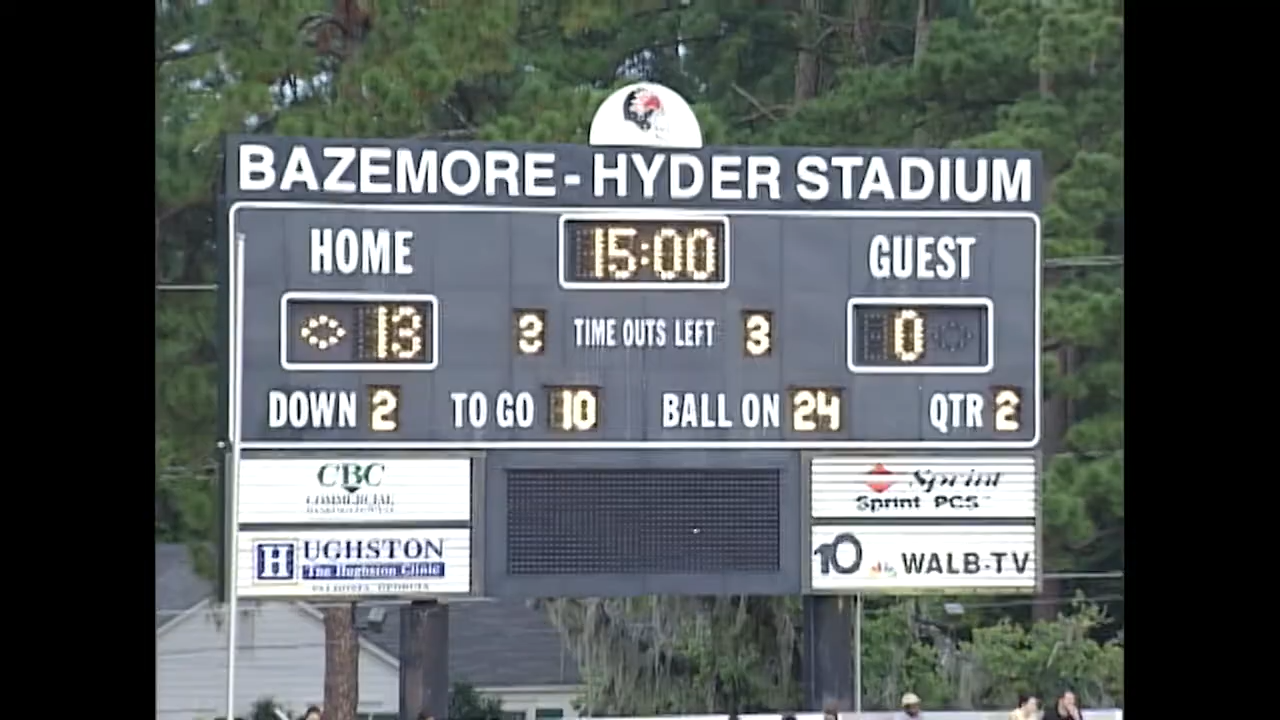 BAZEMORE-HYDER STADIUM
HOME 15:00 GUEST
13 3 TIME OUTS LEFT 3 0
DOWN 2 TO GO 10 BALL ON 24 QTR 2
CBC
COMMERCIAL
Sprint
Sprint PCS
HUGHSTON
The Hughston Clinic
10 WALB-TV